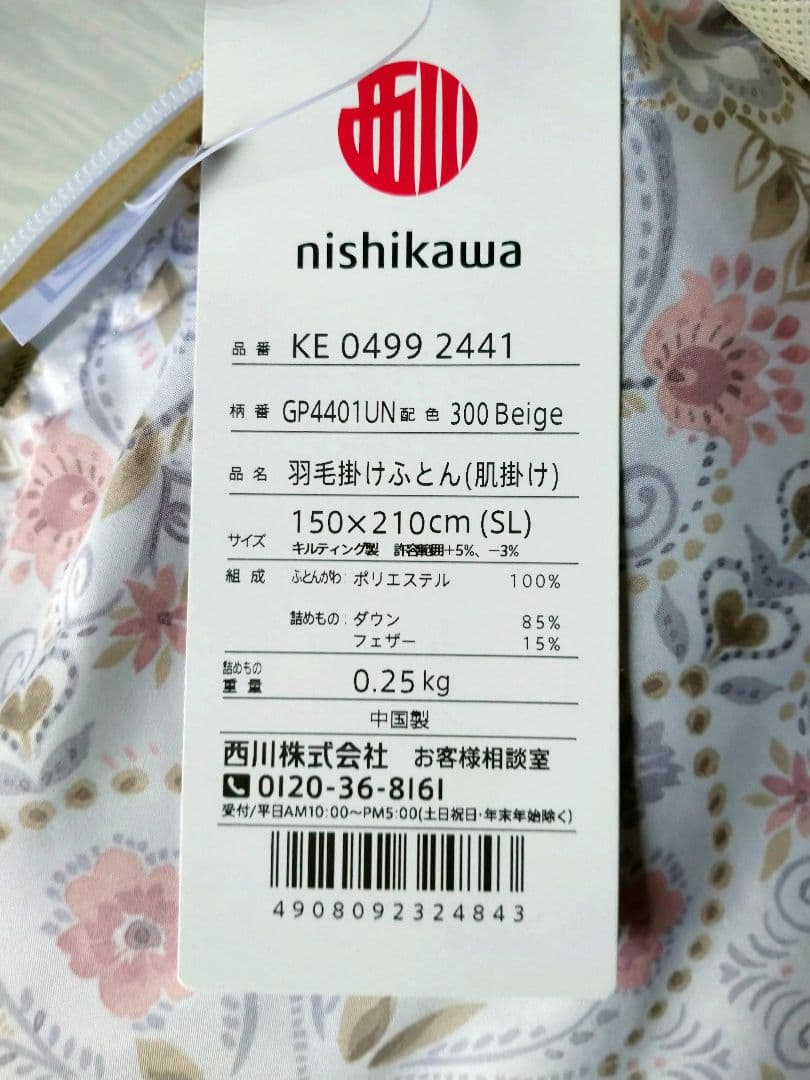 西川
nishikawa
品番 KE 0499 2441
柄番 GP4401UN 配色 300 Beige
品名 羽毛掛けふとん(肌掛け)
サイズ 150×210cm (SL)
キルティング製 許容範囲+5%、-3%
組成 ふとんがわ: ポリエステル 100%
詰めもの: ダウン 85%
フェザー 15%
詰めもの重量 0.25kg
中国製
西川株式会社 お客様相談室
0120-36-8161
受付/平日AM10:00〜PM5:00(土日祝日・年末年始除く)
4908092324843